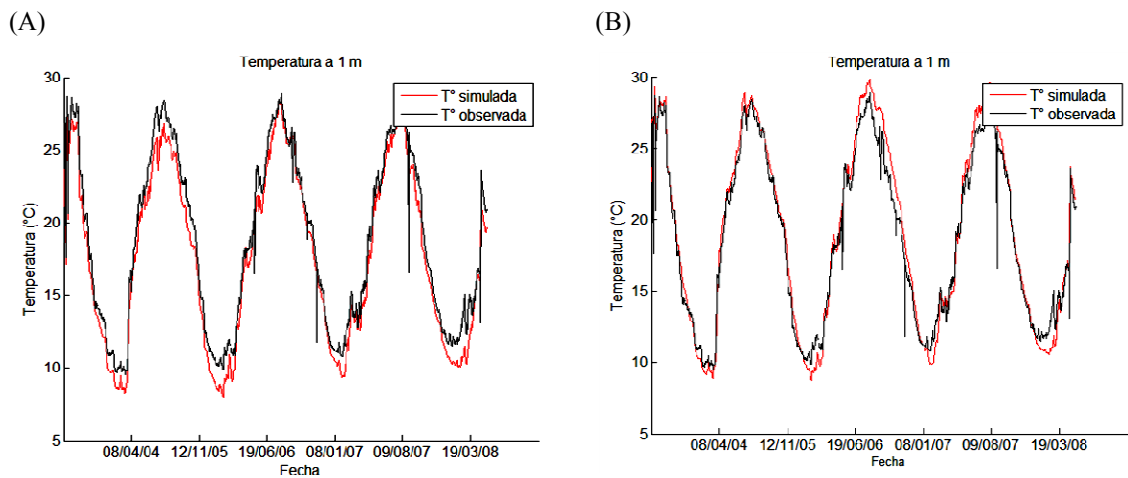 (A)
(B)
Temperatura a 1 m
30
25
20
15
10
5
Temperatura (°C)
T° simulada
T° observada
08/04/04 12/11/05 19/06/06 08/01/07 09/08/07 19/03/08
Fecha
Temperatura a 1 m
30
25
20
15
10
5
Temperatura (°C)
T° simulada
T° observada
08/04/04 12/11/05 19/06/06 08/01/07 09/08/07 19/03/08
Fecha